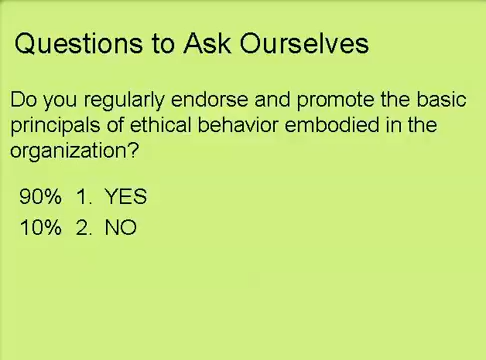 Questions to Ask Ourselves
Do you regularly endorse and promote the basic
principals of ethical behavior embodied in the
organization?
90% 1. YES
10% 2. NO